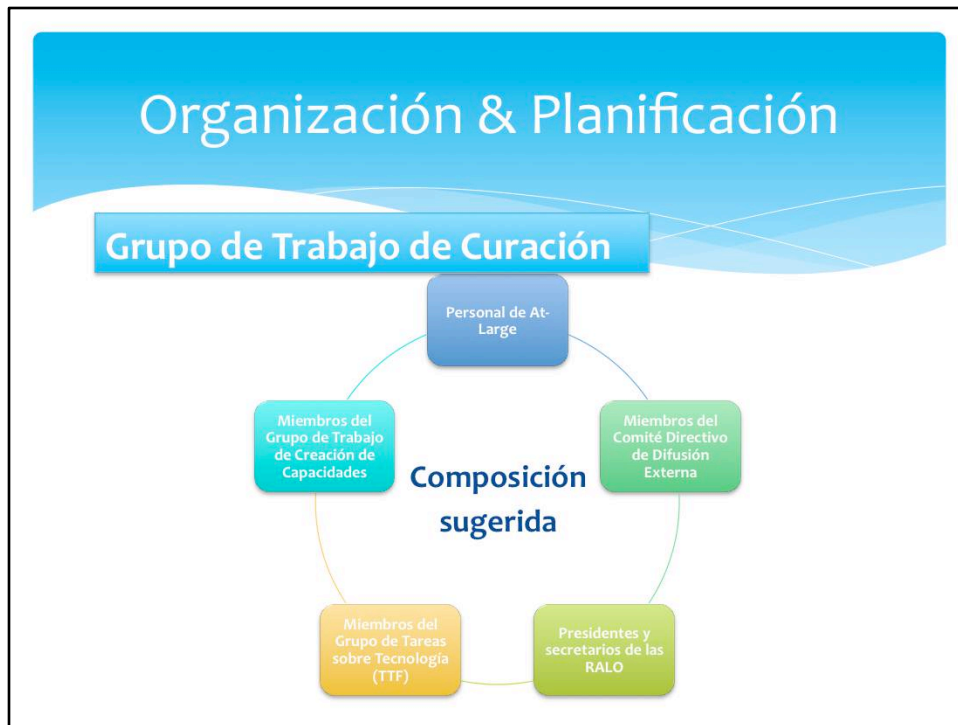 Organización & Planificación
Grupo de Trabajo de Curación
Personal de At-
Large
Miembros del
Comité Directivo
de Difusión
Externa
Presidentes y
secretarios de las
RALO
Miembros del
Grupo de Tareas
sobre Tecnología
(TTF)
Miembros del
Grupo de Trabajo
de Creación de
Capacidades
Composición
sugerida